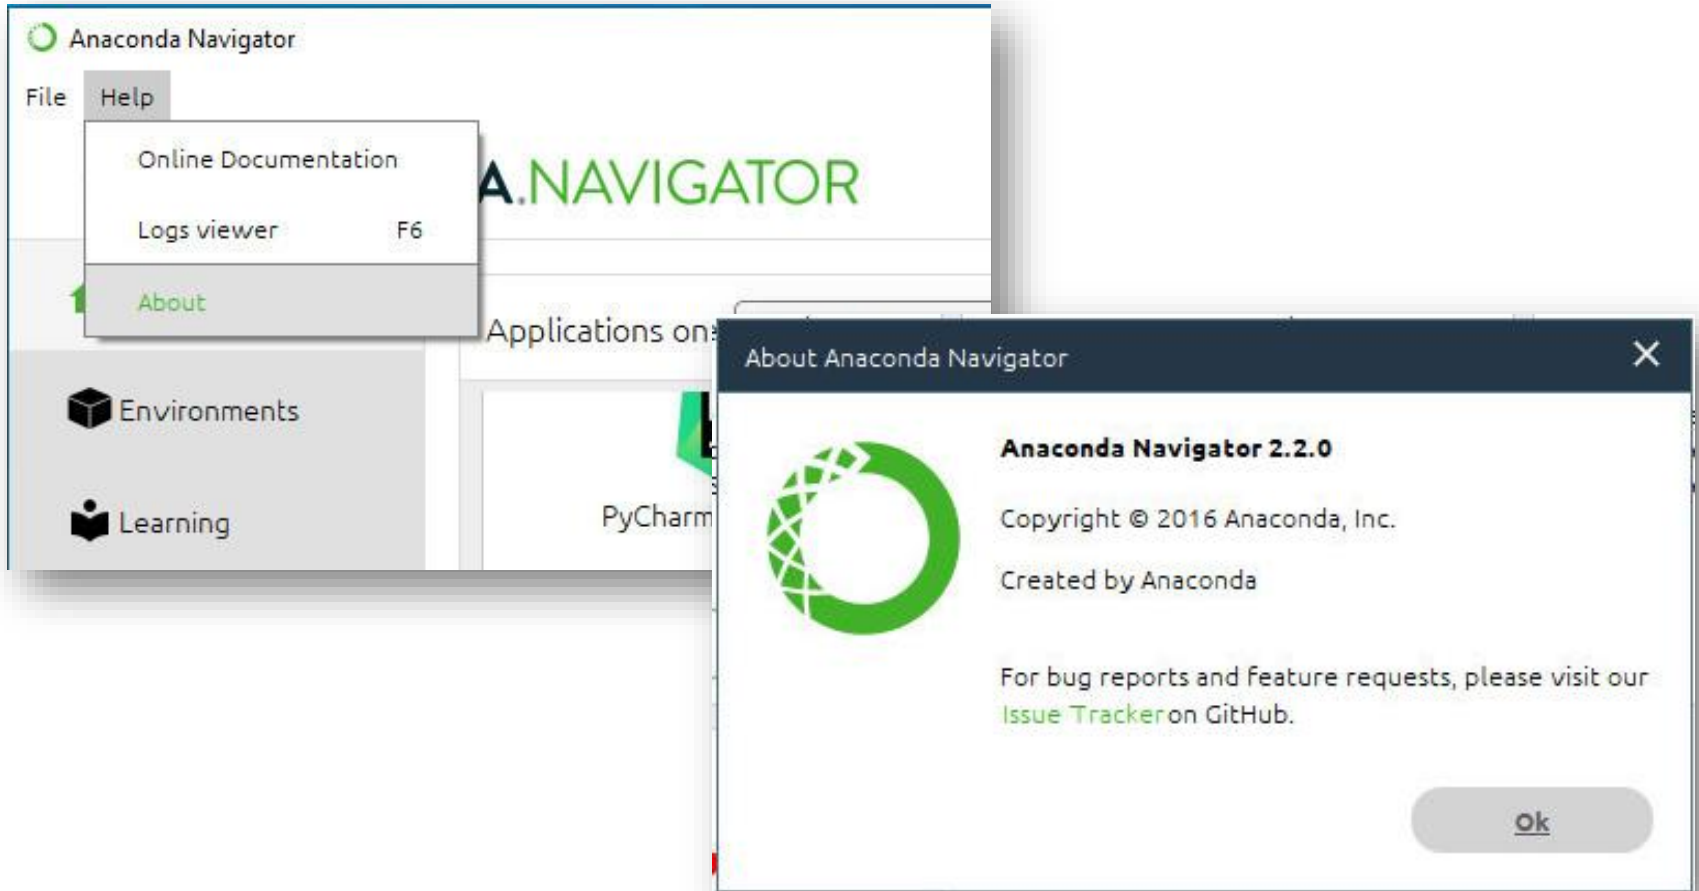 Anaconda Navigator
File Help
Online Documentation
A.NAVIGATOR
Logs viewer F6
About
Applications on
Environments
PyCharm
Learning
About Anaconda Navigator
Anaconda Navigator 2.2.0
Copyright © 2016 Anaconda, Inc.
Created by Anaconda
For bug reports and feature requests, please visit our
Issue Tracker on GitHub.
Ok